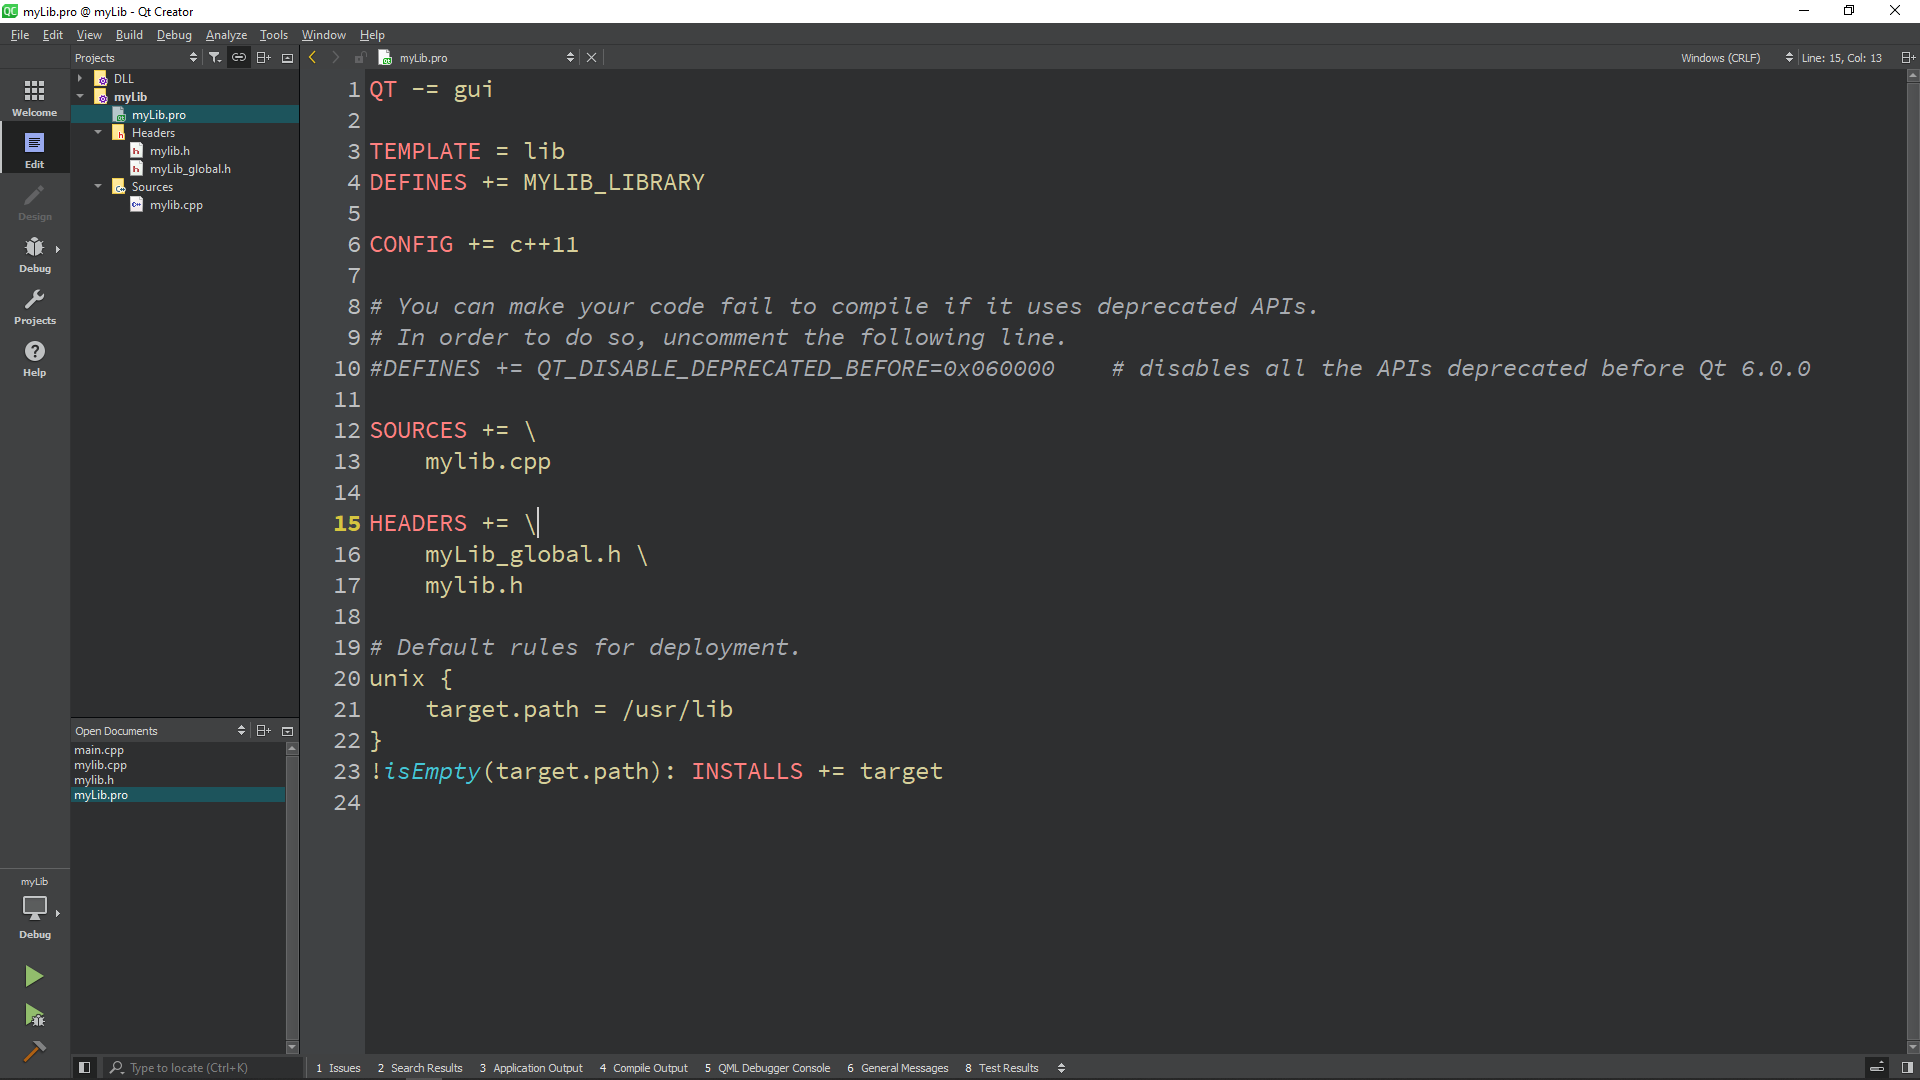 myLib.pro @ myLib - Qt Creator
File Edit View Build Debug Analyze Tools Window Help
Projects
myLib.pro
Windows (CRLF)
Line: 15, Col: 13
Welcome
Edit
Design
Debug
Projects
Help
DLL
myLib
myLib.pro
Headers
mylib.h
myLib_global.h
Sources
mylib.cpp
1 QT -= gui
2
3 TEMPLATE = lib
4 DEFINES += MYLIB_LIBRARY
5
6 CONFIG += c++11
7
8 # You can make your code fail to compile if it uses deprecated APIs.
9 # In order to do so, uncomment the following line.
10 #DEFINES += QT_DISABLE_DEPRECATED_BEFORE=0x060000    # disables all the APIs deprecated before Qt 6.0.0
11
12 SOURCES += \
13     mylib.cpp
14
15 HEADERS += \
16     myLib_global.h \
17     mylib.h
18
19 # Default rules for deployment.
20 unix {
21     target.path = /usr/lib
22 }
23 !isEmpty(target.path): INSTALLS += target
24
Open Documents
main.cpp
mylib.cpp
mylib.h
myLib.pro
myLib
Debug
Type to locate (Ctrl+K)
1 Issues 2 Search Results 3 Application Output 4 Compile Output 5 QML Debugger Console 6 General Messages 8 Test Results